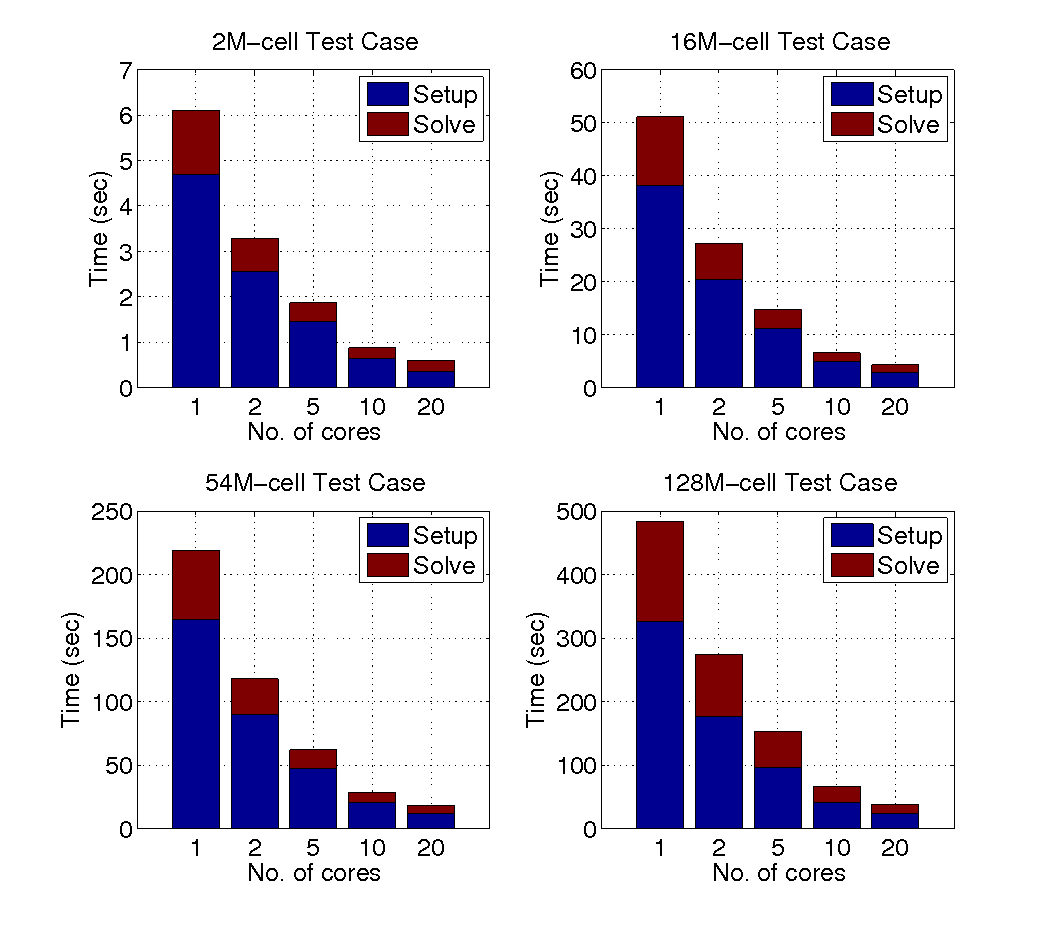 2M−cell Test Case
7
6
5
4
3
2
1
0
Time (sec)
Setup
Solve
1 2 5 10 20
No. of cores
16M−cell Test Case
60
50
40
30
20
10
0
Time (sec)
Setup
Solve
1 2 5 10 20
No. of cores
54M−cell Test Case
250
200
150
100
50
0
Time (sec)
Setup
Solve
1 2 5 10 20
No. of cores
128M−cell Test Case
500
400
300
200
100
0
Time (sec)
Setup
Solve
1 2 5 10 20
No. of cores